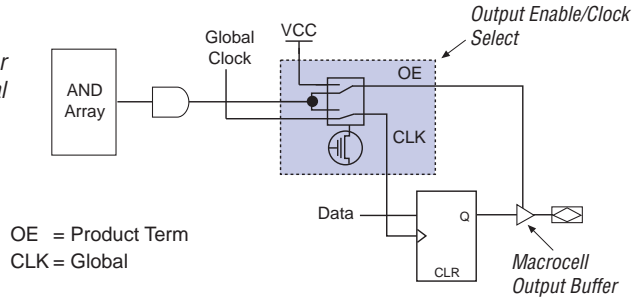 Output Enable/Clock
Select
r
al
Global
Clock
VCC
AND
Array
OE
CLK
Data
Q
CLR
OE = Product Term
CLK = Global
Macrocell
Output Buffer